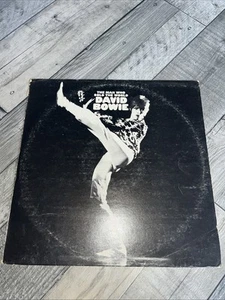 THE MAN WHO
SOLD THE WORLD
DAVID
BOWIE